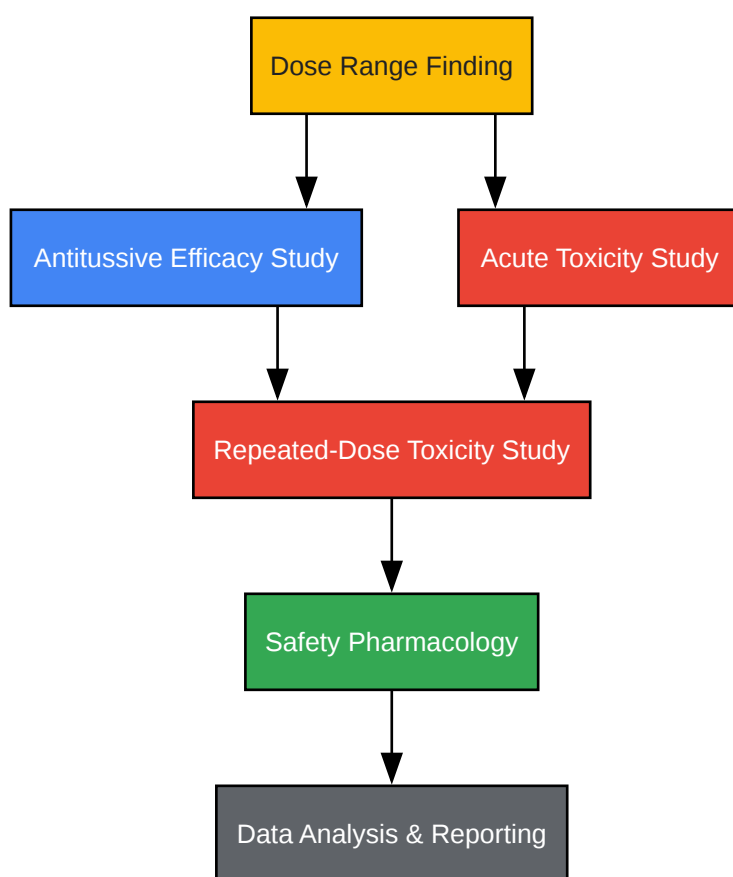 Dose Range Finding
Antitussive Efficacy Study
Acute Toxicity Study
Repeated-Dose Toxicity Study
Safety Pharmacology
Data Analysis & Reporting